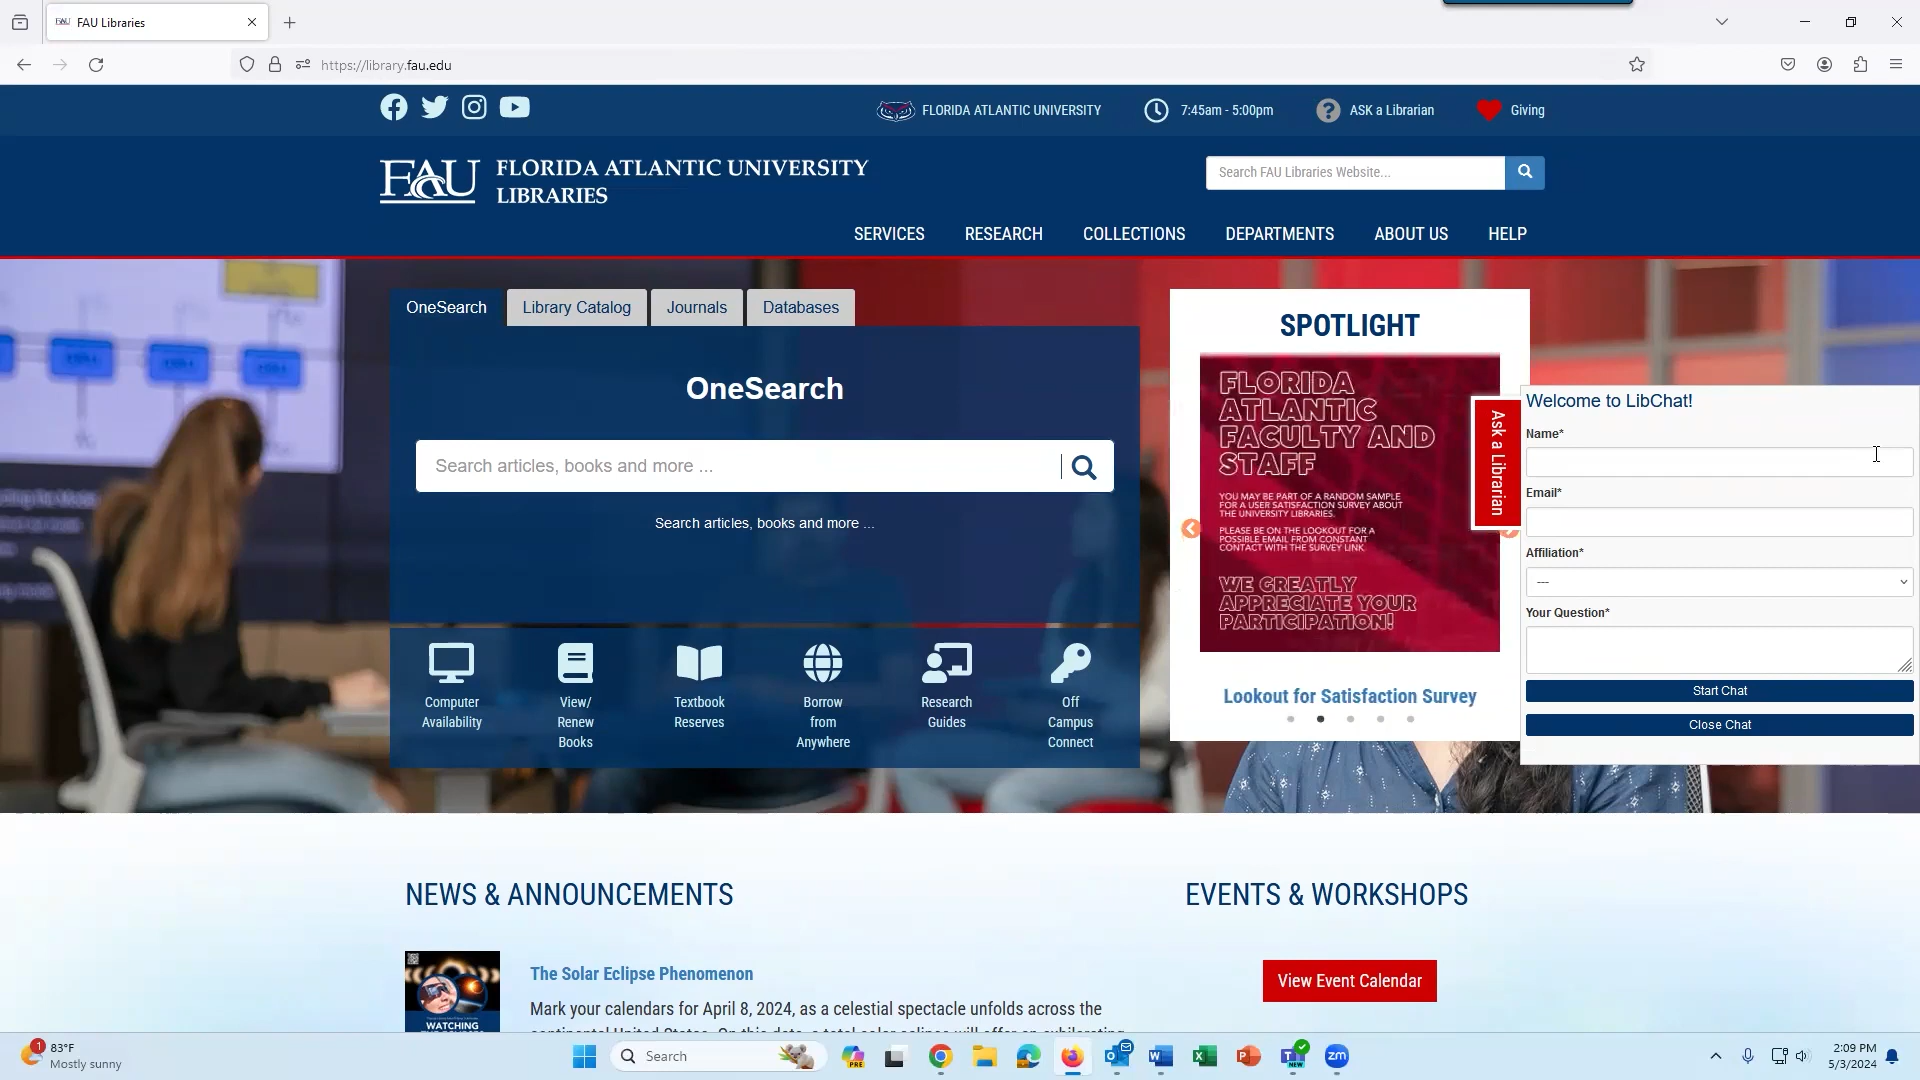 FAU Libraries
https://library.fau.edu
FLORIDA ATLANTIC UNIVERSITY
7:45am - 5:00pm
ASK a Librarian
Giving
FAU
FLORIDA ATLANTIC UNIVERSITY
LIBRARIES
Search FAU Libraries Website...
SERVICES
RESEARCH
COLLECTIONS
DEPARTMENTS
ABOUT US
HELP
OneSearch
Library Catalog
Journals
Databases
OneSearch
Search articles, books and more ...
Search articles, books and more ...
Computer
Availability
View/
Renew
Books
Textbook
Reserves
Borrow
from
Anywhere
Research
Guides
Off
Campus
Connect
SPOTLIGHT
FLORIDA
ATLANTIC
FACULTY AND
STAFF
YOU MAY BE PART OF A RANDOM SAMPLE
FOR A USER SATISFACTION SURVEY ABOUT
THE UNIVERSITY LIBRARIES.
PLEASE BE ON THE LOOKOUT FOR A
POSSIBLE EMAIL FROM CONSTANT
CONTACT WITH THE SURVEY LINK.
WE GREATLY
APPRECIATE YOUR
PARTICIPATION!
Lookout for Satisfaction Survey
Ask a Librarian
Welcome to LibChat!
Name*
Email*
Affiliation*
---
Your Question*
Start Chat
Close Chat
NEWS & ANNOUNCEMENTS
The Solar Eclipse Phenomenon
Mark your calendars for April 8, 2024, as a celestial spectacle unfolds across the
WATCHING
EVENTS & WORKSHOPS
View Event Calendar
1
83°F
Mostly sunny
Search
PRE
NEW
zm
2:09 PM
5/3/2024